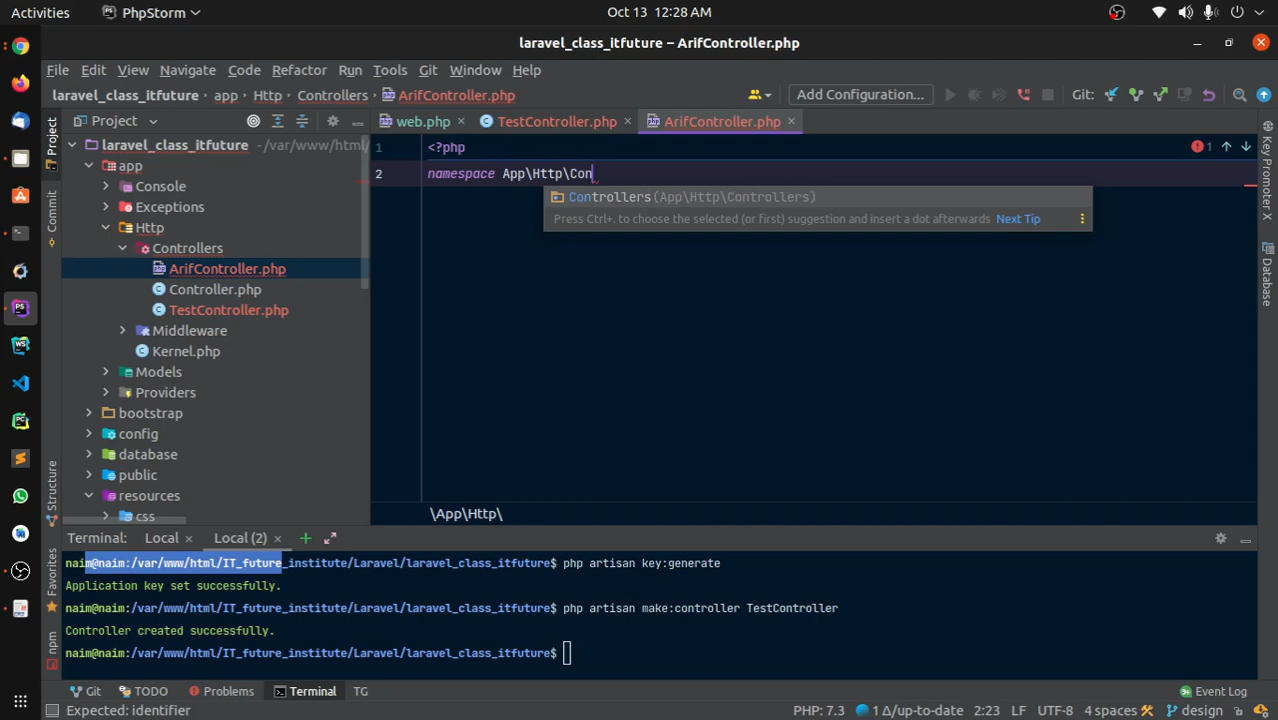 Activities
PhpStorm
Oct 13 12:28 AM
laravel_class_itfuture – ArifController.php
File Edit View Navigate Code Refactor Run Tools Git Window Help
laravel_class_itfuture app Http Controllers ArifController.php
Add Configuration...
Git:
Project
web.php
TestController.php
ArifController.php
laravel_class_itfuture ~/var/www/html/
app
Console
Exceptions
Http
Controllers
ArifController.php
Controller.php
TestController.php
Middleware
Kernel.php
Models
Providers
bootstrap
config
database
public
resources
css
1 <?php
2 namespace App\Http\Con
1
Controllers(App\Http\Controllers)
Press Ctrl+. to choose the selected (or first) suggestion and insert a dot afterwards Next Tip
\App\Http\
Project
Commit
Structure
Favorites
npm
Key Promoter X
Database
Terminal: Local Local (2)
naim@naim:/var/www/html/IT_future_institute/Laravel/laravel_class_itfuture$ php artisan key:generate
Application key set successfully.
naim@naim:/var/www/html/IT_future_institute/Laravel/laravel_class_itfuture$ php artisan make:controller TestController
Controller created successfully.
naim@naim:/var/www/html/IT_future_institute/Laravel/laravel_class_itfuture$
Git TODO Problems Terminal TG Event Log
Expected: identifier
PHP: 7.3 1 Δ/up-to-date 2:23 LF UTF-8 4 spaces design